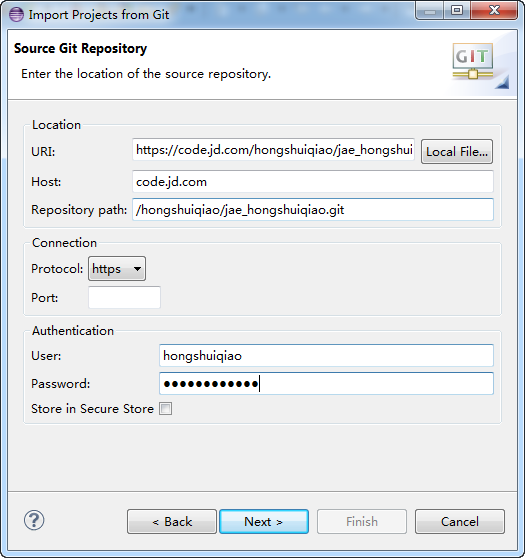 Import Projects from Git
Source Git Repository
Enter the location of the source repository.
GIT
Location
URI: https://code.jd.com/hongshuiqiao/jae_hongshui Local File...
Host: code.jd.com
Repository path: /hongshuiqiao/jae_hongshuiqiao.git
Connection
Protocol: https
Port:
Authentication
User: hongshuiqiao
Password: ●●●●●●●●●●●●
Store in Secure Store
? < Back Next > Finish Cancel